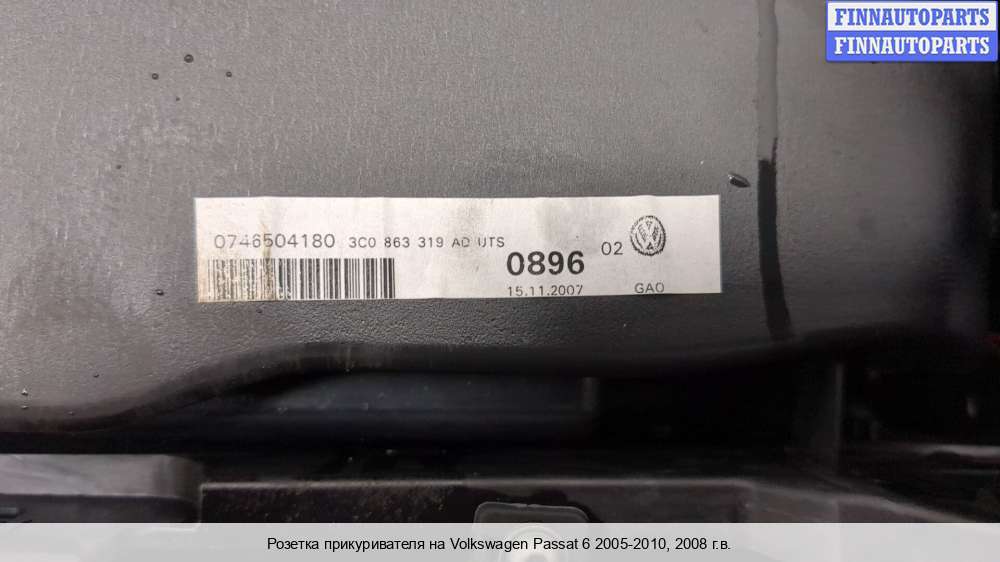 FINNAUTOPARTS
FINNAUTOPARTS
0746504180 3C0 863 319 AD UTS
0896 02
15.11.2007 GAO
Розетка прикуривателя на Volkswagen Passat 6 2005-2010, 2008 г.в.